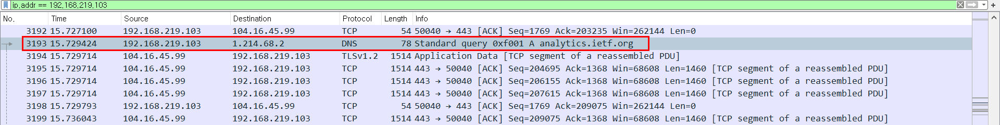 ip.addr == 192.168.219.103
No. Time Source Destination Protocol Length Info
3192 15.727100 192.168.219.103 104.16.45.99 TCP 54 50040 → 443 [ACK] Seq=1769 Ack=203235 Win=262144 Len=0
3193 15.729424 192.168.219.103 1.214.68.2 DNS 78 Standard query 0xf001 A analytics.ietf.org
3194 15.729714 104.16.45.99 192.168.219.103 TLSv1.2 1514 Application Data [TCP segment of a reassembled PDU]
3195 15.729714 104.16.45.99 192.168.219.103 TCP 1514 443 → 50040 [ACK] Seq=204695 Ack=1368 Win=68608 Len=1460 [TCP segment of a reassembled PDU]
3196 15.729714 104.16.45.99 192.168.219.103 TCP 1514 443 → 50040 [ACK] Seq=206155 Ack=1368 Win=68608 Len=1460 [TCP segment of a reassembled PDU]
3197 15.729714 104.16.45.99 192.168.219.103 TCP 1514 443 → 50040 [ACK] Seq=207615 Ack=1368 Win=68608 Len=1460 [TCP segment of a reassembled PDU]
3198 15.729793 192.168.219.103 104.16.45.99 TCP 54 50040 → 443 [ACK] Seq=1769 Ack=209075 Win=262144 Len=0
3199 15.736043 104.16.45.99 192.168.219.103 TCP 1514 443 → 50040 [ACK] Seq=209075 Ack=1368 Win=68608 Len=1460 [TCP segment of a reassembled PDU]